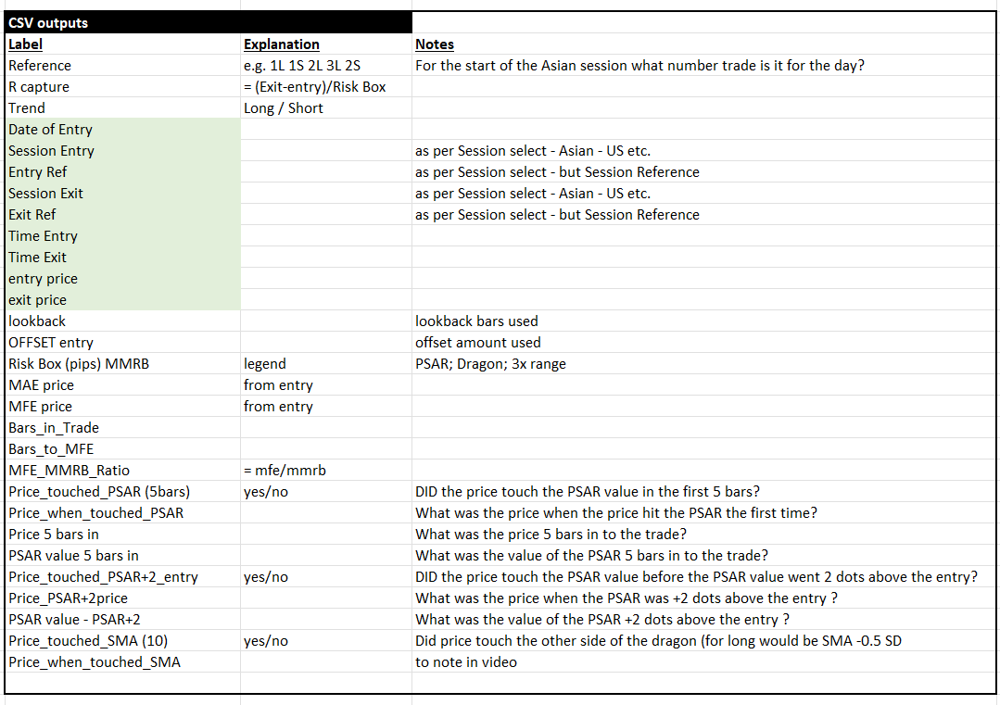 CSV outputs
Label Explanation Notes
Reference e.g. 1L 1S 2L 3L 2S For the start of the Asian session what number trade is it for the day?
R capture = (Exit-entry)/Risk Box
Trend Long / Short
Date of Entry
Session Entry as per Session select - Asian - US etc.
Entry Ref as per Session select - but Session Reference
Session Exit as per Session select - Asian - US etc.
Exit Ref as per Session select - but Session Reference
Time Entry
Time Exit
entry price
exit price
lookback lookback bars used
OFFSET entry offset amount used
Risk Box (pips) MMRB legend PSAR; Dragon; 3x range
MAE price from entry
MFE price from entry
Bars_in_Trade
Bars_to_MFE
MFE_MMRB_Ratio = mfe/mmrb
Price_touched_PSAR (5bars) yes/no DID the price touch the PSAR value in the first 5 bars?
Price_when_touched_PSAR What was the price when the price hit the PSAR the first time?
Price 5 bars in What was the price 5 bars in to the trade?
PSAR value 5 bars in What was the value of the PSAR 5 bars in to the trade?
Price_touched_PSAR+2_entry yes/no DID the price touch the PSAR value before the PSAR value went 2 dots above the entry?
Price_PSAR+2price What was the price when the PSAR was +2 dots above the entry ?
PSAR value - PSAR+2 What was the value of the PSAR +2 dots above the entry ?
Price_touched_SMA (10) yes/no Did price touch the other side of the dragon (for long would be SMA -0.5 SD
Price_when_touched_SMA to note in video